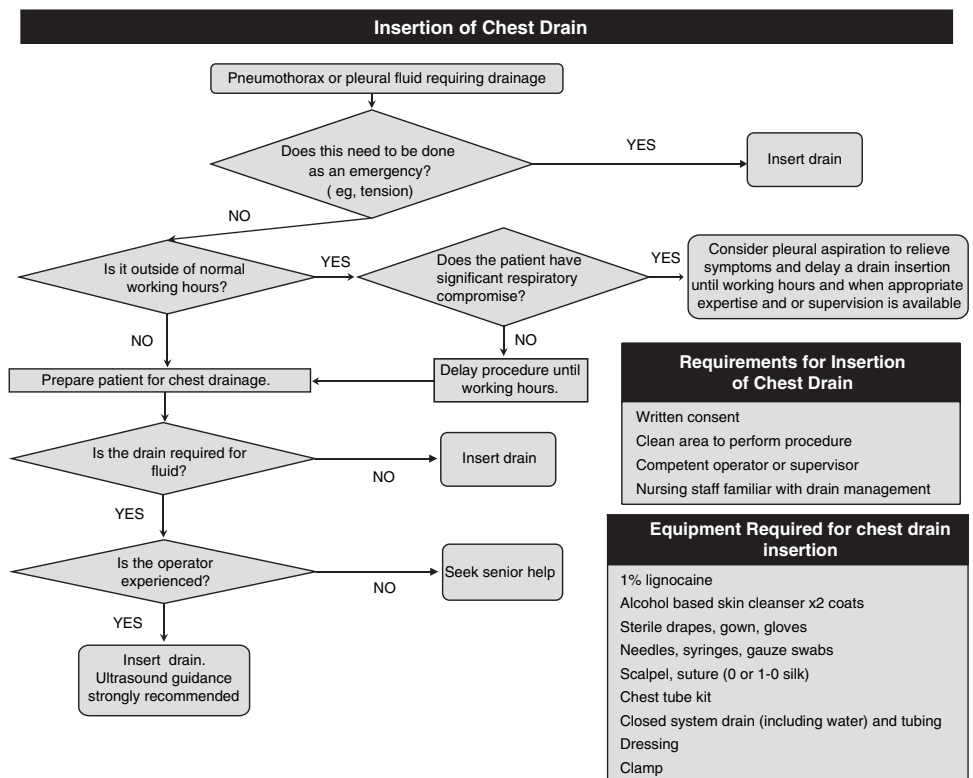 Insertion of Chest Drain
Pneumothorax or pleural fluid requiring drainage
Does this need to be done
as an emergency?
( eg, tension)
YES
Insert drain
NO
Is it outside of normal
working hours?
YES
Does the patient have
significant respiratory
compromise?
YES
Consider pleural aspiration to relieve
symptoms and delay a drain insertion
until working hours and when appropriate
expertise and or supervision is available
NO
NO
Prepare patient for chest drainage.
Delay procedure until
working hours.
Is the drain required for
fluid?
NO
Insert drain
YES
Is the operator
experienced?
NO
Seek senior help
YES
Insert drain.
Ultrasound guidance
strongly recommended
Requirements for Insertion
of Chest Drain
Written consent
Clean area to perform procedure
Competent operator or supervisor
Nursing staff familiar with drain management
Equipment Required for chest drain
insertion
1% lignocaine
Alcohol based skin cleanser x2 coats
Sterile drapes, gown, gloves
Needles, syringes, gauze swabs
Scalpel, suture (0 or 1-0 silk)
Chest tube kit
Closed system drain (including water) and tubing
Dressing
Clamp